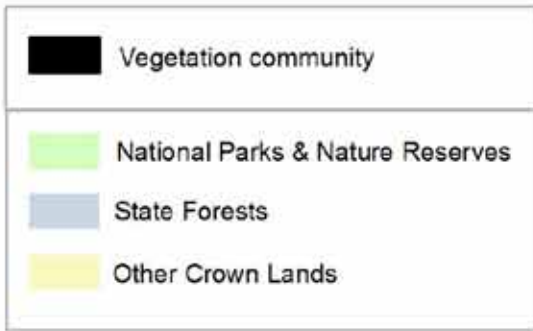 Vegetation community
National Parks & Nature Reserves
State Forests
Other Crown Lands